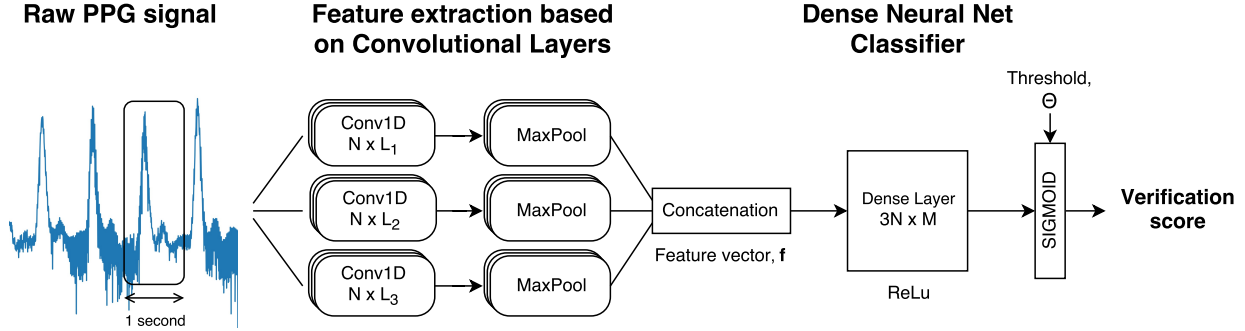 Raw PPG signal
1 second
Feature extraction based
on Convolutional Layers
Conv1D
N x L1
MaxPool
Conv1D
N x L2
MaxPool
Conv1D
N x L3
MaxPool
Concatenation
Feature vector, f
Dense Neural Net
Classifier
Dense Layer
3N x M
ReLu
Threshold,
Θ
SIGMOID
Verification
score